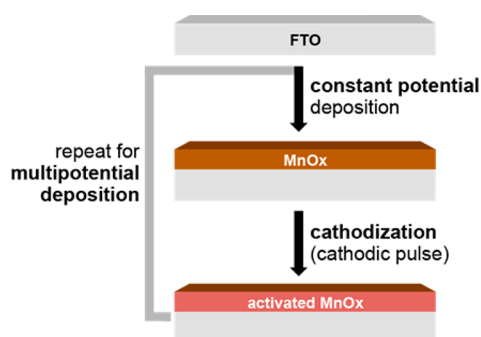 FTO
constant potential
deposition
repeat for
multipotential
deposition
MnOx
cathodization
(cathodic pulse)
activated MnOx